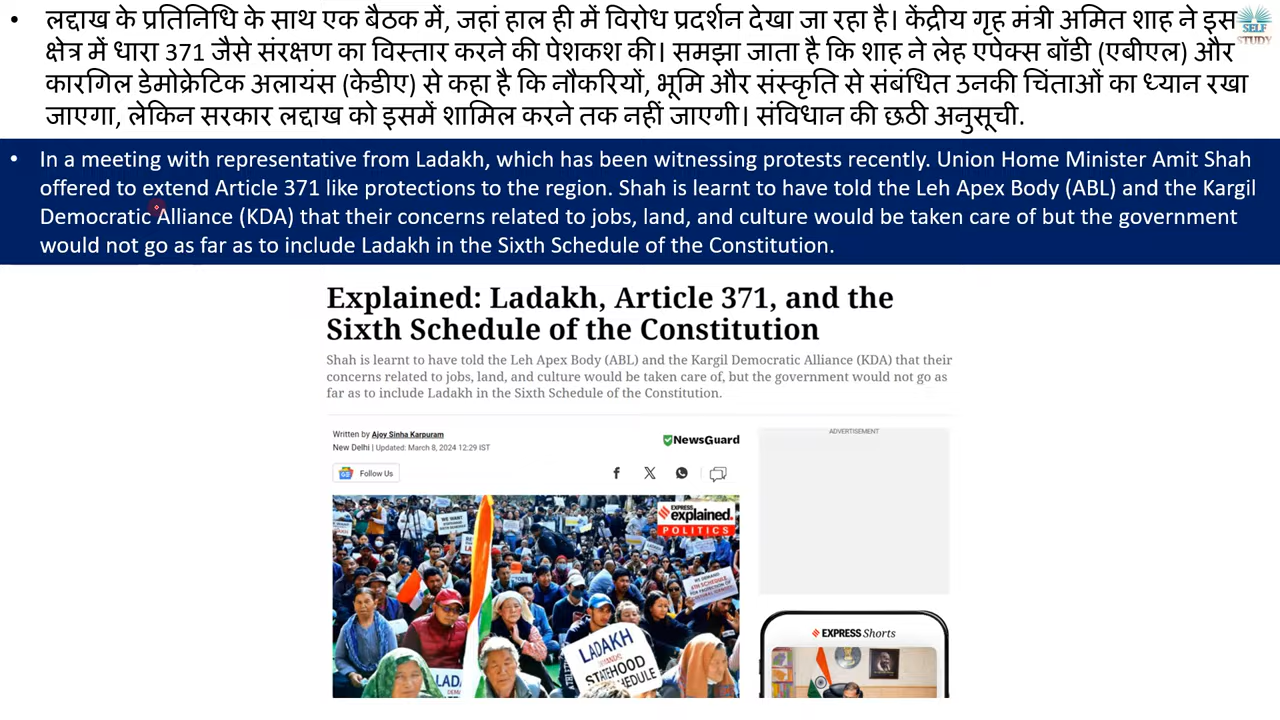 • लद्दाख के प्रतिनिधि के साथ एक बैठक में, जहां हाल ही में विरोध प्रदर्शन देखा जा रहा है। केंद्रीय गृह मंत्री अमित शाह ने इस
क्षेत्र में धारा 371 जैसे संरक्षण का विस्तार करने की पेशकश की। समझा जाता है कि शाह ने लेह एपेक्स बॉडी (एबीएल) और
कारगिल डेमोक्रेटिक अलायंस (केडीए) से कहा है कि नौकरियों, भूमि और संस्कृति से संबंधित उनकी चिंताओं का ध्यान रखा
जाएगा, लेकिन सरकार लद्दाख को इसमें शामिल करने तक नहीं जाएगी। संविधान की छठी अनुसूची.
SELF
STUDY
• In a meeting with representative from Ladakh, which has been witnessing protests recently. Union Home Minister Amit Shah
offered to extend Article 371 like protections to the region. Shah is learnt to have told the Leh Apex Body (ABL) and the Kargil
Democratic Alliance (KDA) that their concerns related to jobs, land, and culture would be taken care of but the government
would not go as far as to include Ladakh in the Sixth Schedule of the Constitution.
Explained: Ladakh, Article 371, and the
Sixth Schedule of the Constitution
Shah is learnt to have told the Leh Apex Body (ABL) and the Kargil Democratic Alliance (KDA) that their
concerns related to jobs, land, and culture would be taken care of, but the government would not go as
far as to include Ladakh in the Sixth Schedule of the Constitution.
Written by Ajoy Sinha Karpuram
New Delhi | Updated: March 8, 2024 12:29 IST
NewsGuard
ADVERTISEMENT
Follow Us
EXPRESS
explained.
POLITICS
WE WANT
LADAKH
STATEHOOD
SCHEDULE
EXPRESS Shorts